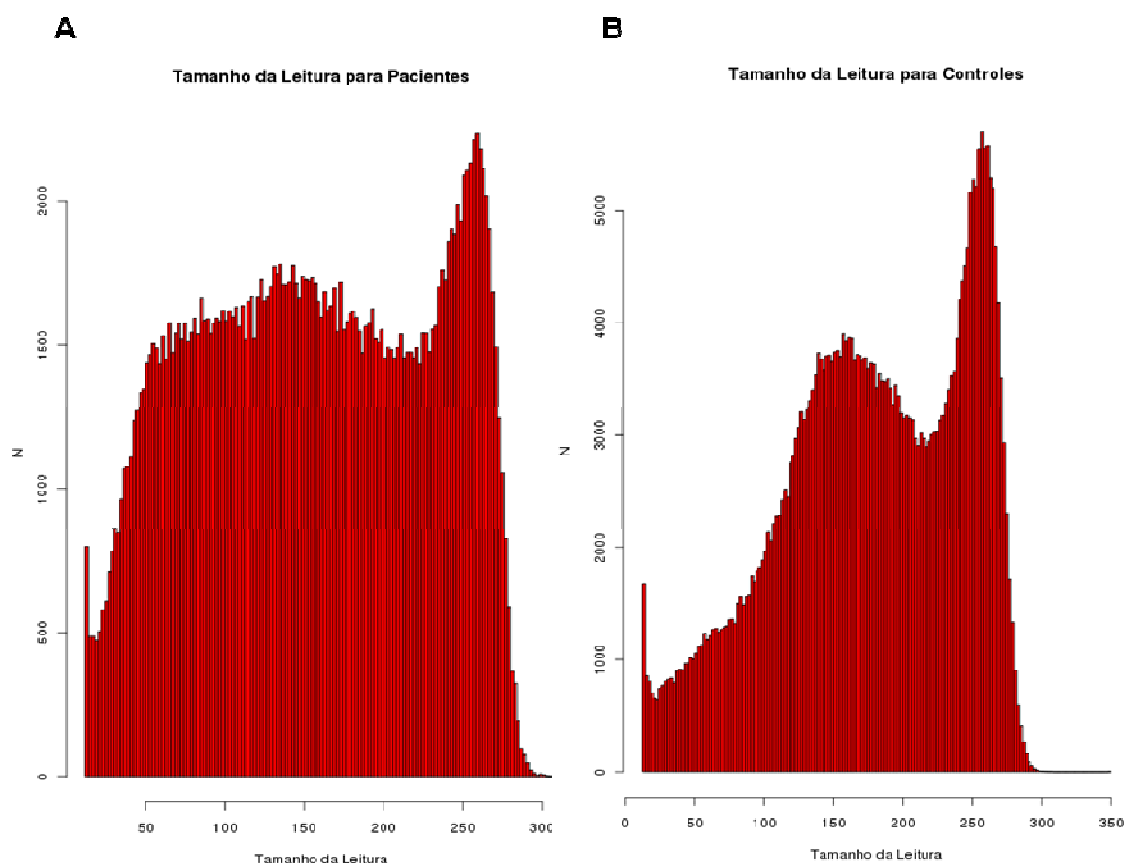 A
Tamanho da Leitura para Pacientes
N
2000
1500
1000
500
0
50 100 150 200 250 300
Tamanho da Leitura
B
Tamanho da Leitura para Controles
N
5000
4000
3000
2000
1000
0
0 50 100 150 200 250 300 350
Tamanho da Leitura